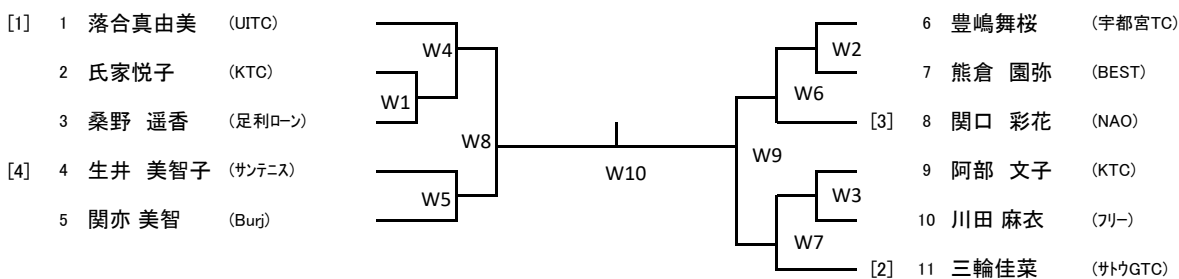 [1] 1 落合真由美 (UITC)
2 氏家悦子 (KTC)
3 桑野 遥香 (足利ローン)
[4] 4 生井 美智子 (サンテニス)
5 関亦 美智 (Burj)
W4
W1
W8
W5
W10
W2
W6
W9
W3
W7
6 豊嶋舞桜 (宇都宮TC)
7 熊倉 園弥 (BEST)
[3] 8 関口 彩花 (NAO)
9 阿部 文子 (KTC)
10 川田 麻衣 (フリー)
[2] 11 三輪佳菜 (サトウGTC)